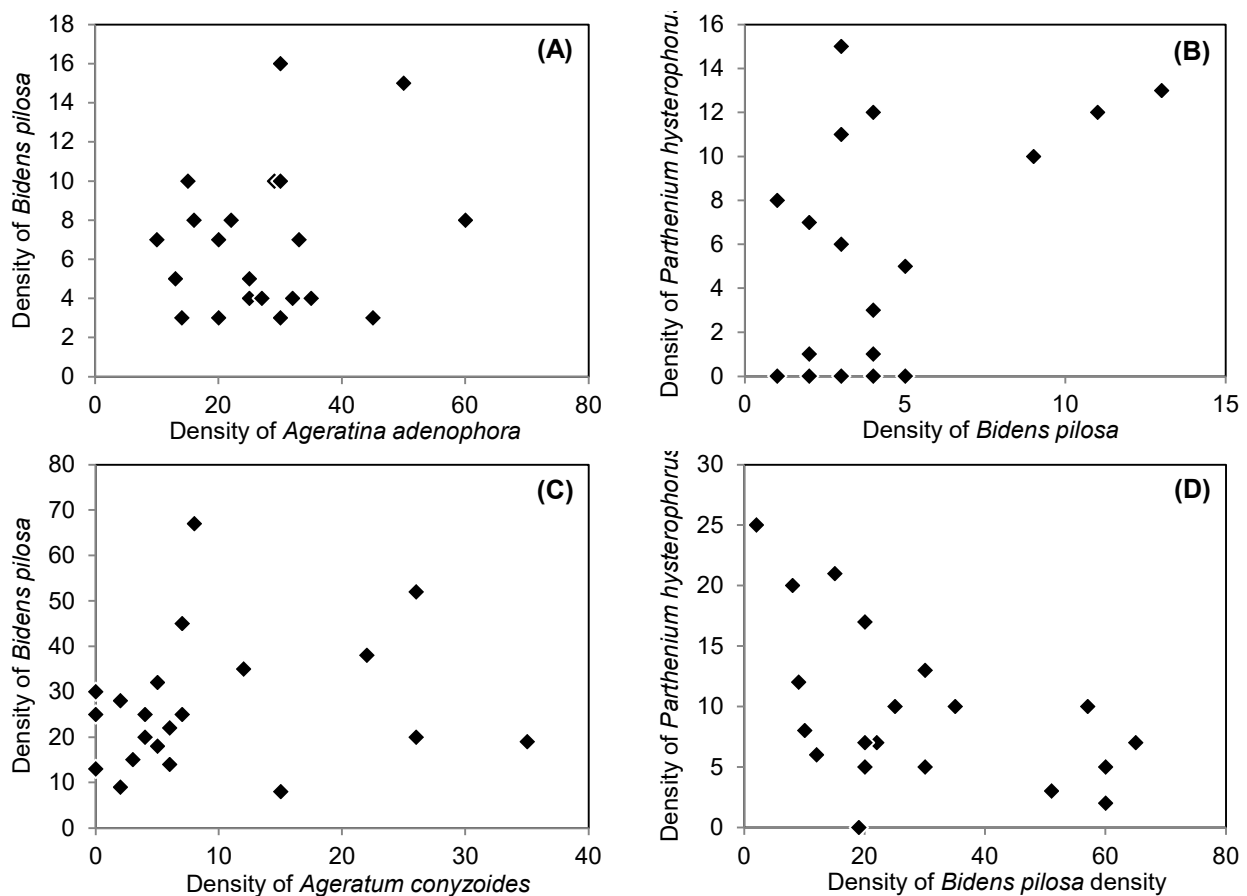 (A)
Density of Bidens pilosa
18
16
14
12
10
8
6
4
2
0
0 20 40 60 80
Density of Ageratina adenophora
(B)
Density of Parthenium hysterophorus
16
14
12
10
8
6
4
2
0
0 5 10 15
Density of Bidens pilosa
(C)
Density of Bidens pilosa
80
70
60
50
40
30
20
10
0
0 10 20 30 40
Density of Ageratum conyzoides
(D)
Density of Parthenium hysterophorus
30
25
20
15
10
5
0
0 20 40 60 80
Density of Bidens pilosa density